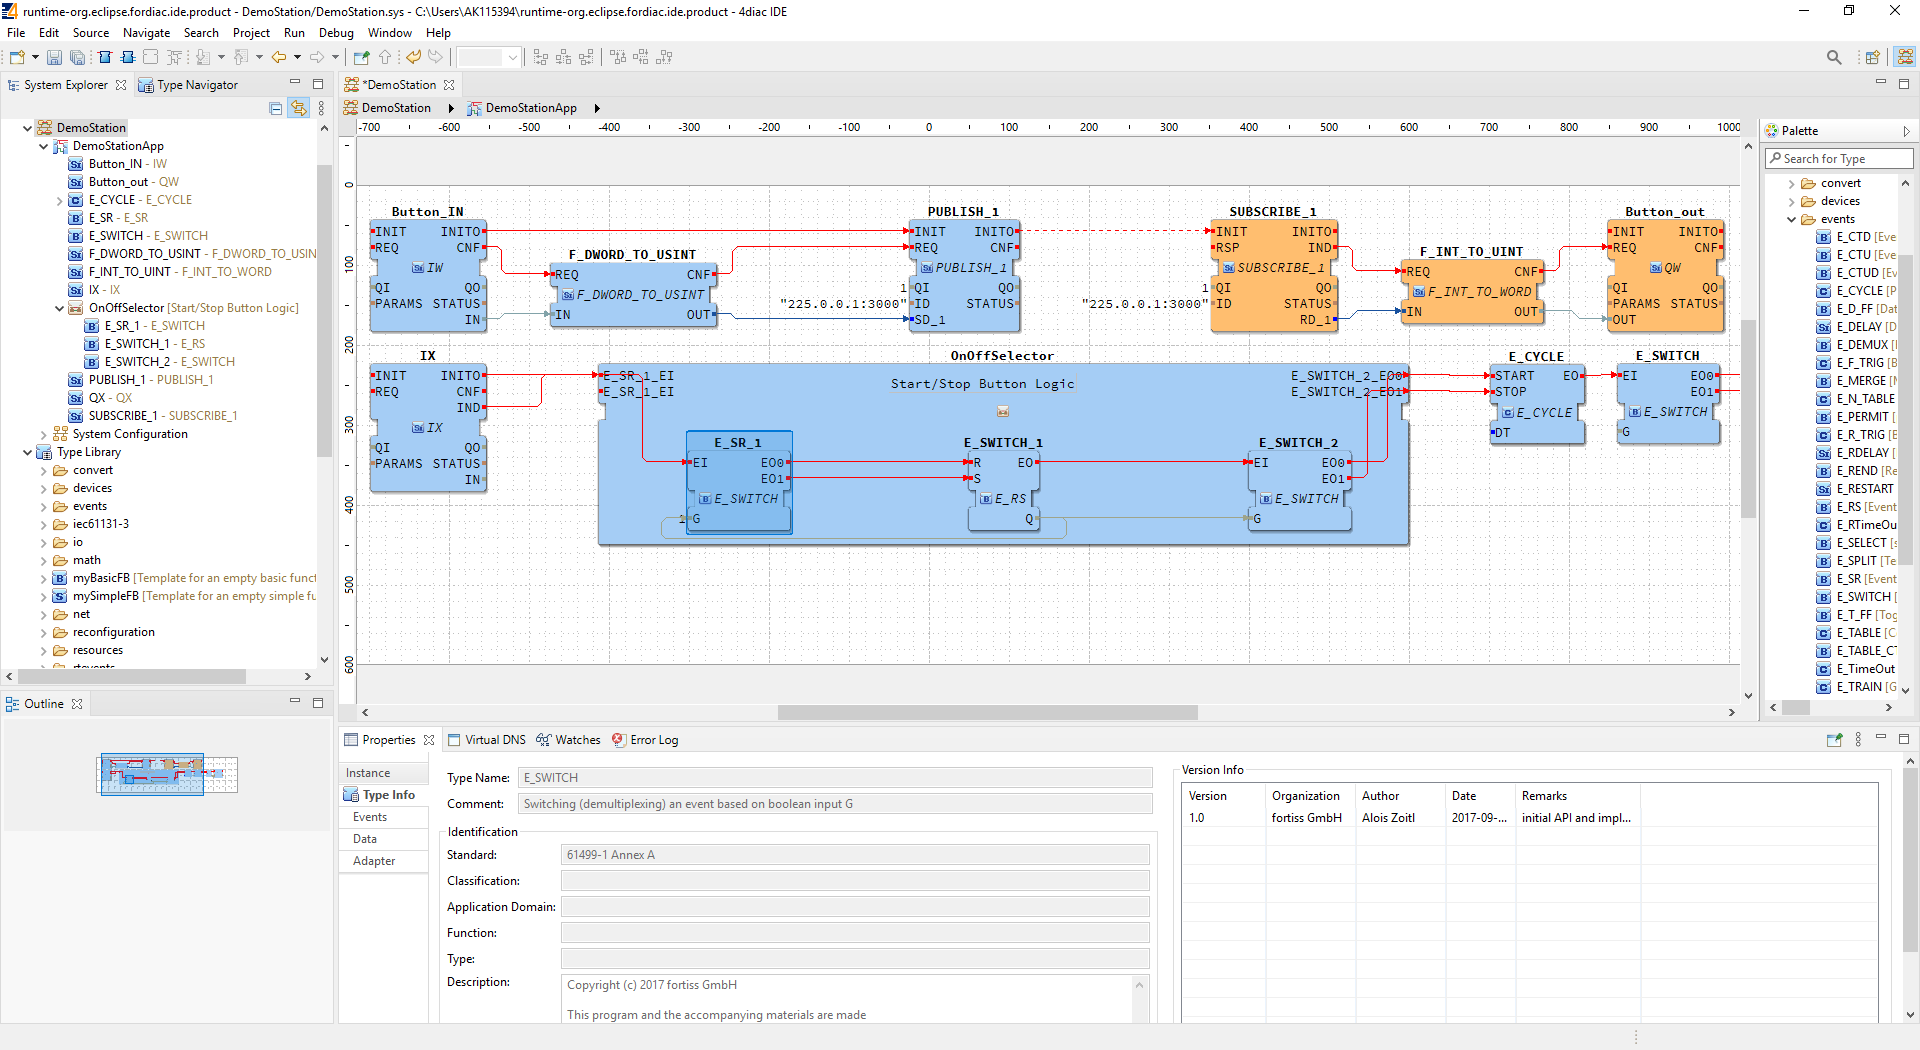 runtime-org.eclipse.fordiac.ide.product - DemoStation/DemoStation.sys - C:\Users\AK115394\runtime-org.eclipse.fordiac.ide.product - 4diac IDE
File Edit Source Navigate Search Project Run Debug Window Help
System Explorer Type Navigator
DemoStation
DemoStationApp
Button_IN - IW
Button_out - QW
E_CYCLE - E_CYCLE
E_SR - E_SR
E_SWITCH - E_SWITCH
F_DWORD_TO_USINT - F_DWORD_TO_USIN
F_INT_TO_UINT - F_INT_TO_WORD
IX - IX
OnOffSelector [Start/Stop Button Logic]
E_SR_1 - E_SWITCH
E_SWITCH_1 - E_RS
E_SWITCH_2 - E_SWITCH
PUBLISH_1 - PUBLISH_1
QX - QX
SUBSCRIBE_1 - SUBSCRIBE_1
System Configuration
Type Library
convert
devices
events
iec61131-3
io
math
myBasicFB [Template for an empty basic funct
mySimpleFB [Template for an empty simple fu
net
reconfiguration
resources
rtevents
Outline
*DemoStation
DemoStation DemoStationApp
-700 -600 -500 -400 -300 -200 -100 0 100 200 300 400 500 600 700 800 900 1000
0
100
200
300
400
500
600
Button_IN
INIT INITO
REQ CNF
IW
QI QO
PARAMS STATUS
IN
F_DWORD_TO_USINT
REQ CNF
F_DWORD_TO_USINT
IN OUT
PUBLISH_1
INIT INITO
REQ CNF
PUBLISH_1
1 QI QO
"225.0.0.1:3000" ID STATUS
SD_1
SUBSCRIBE_1
INIT INITO
RSP IND
SUBSCRIBE_1
1 QI QO
"225.0.0.1:3000" ID STATUS
RD_1
F_INT_TO_UINT
REQ CNF
F_INT_TO_WORD
IN OUT
Button_out
INIT INITO
REQ CNF
QW
QI QO
PARAMS STATUS
OUT
IX
INIT INITO
REQ CNF
IND
IX
QI QO
PARAMS STATUS
IN
OnOffSelector
E_SR_1_EI E_SWITCH_2_EO0
E_SR_1_EI E_SWITCH_2_EO1
Start/Stop Button Logic
E_SR_1
EI EO0
EO1
E_SWITCH
1 G
E_SWITCH_1
R EO
S
E_RS
Q
E_SWITCH_2
EI EO0
EO1
E_SWITCH
G
E_CYCLE
START EO
STOP
E_CYCLE
DT
E_SWITCH
EI EO0
EO1
E_SWITCH
G
Palette
Search for Type
convert
devices
events
E_CTD [Eve
E_CTU [Eve
E_CTUD [Ev
E_CYCLE [P
E_D_FF [Dat
E_DELAY [D
E_DEMUX [
E_F_TRIG [B
E_MERGE [M
E_N_TABLE
E_PERMIT [
E_R_TRIG [B
E_RDELAY [
E_REND [Re
E_RESTART
E_RS [Event
E_RTimeOu
E_SELECT [s
E_SPLIT [Te
E_SR [Event
E_SWITCH [
E_T_FF [Tog
E_TABLE [C
E_TABLE_CT
E_TimeOut
E_TRAIN [G
Properties Virtual DNS Watches Error Log
Instance
Type Info
Events
Data
Adapter
Type Name: E_SWITCH
Comment: Switching (demultiplexing) an event based on boolean input G
Identification
Standard: 61499-1 Annex A
Classification:
Application Domain:
Function:
Type:
Description: Copyright (c) 2017 fortiss GmbH
This program and the accompanying materials are made
Version Info
Version Organization Author Date Remarks
1.0 fortiss GmbH Alois Zoitl 2017-09-... initial API and impl...